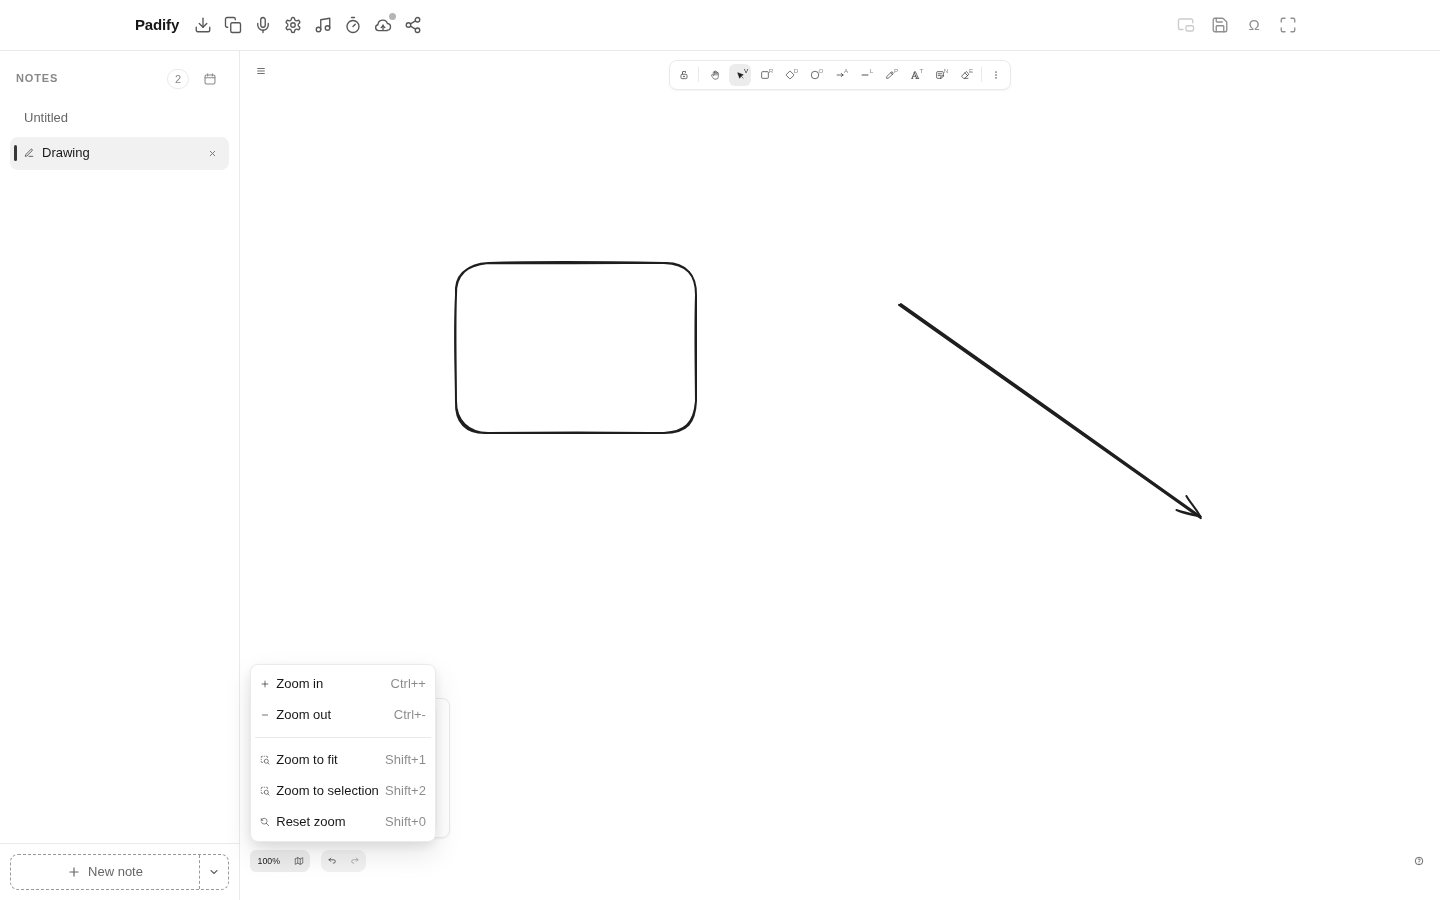 Padify
Ω
NOTES
2
Untitled
Drawing
V
R
D
O
A
L
P
A T
N
E
Zoom in Ctrl++
Zoom out Ctrl+-
Zoom to fit Shift+1
Zoom to selection Shift+2
Reset zoom Shift+0
100%
New note